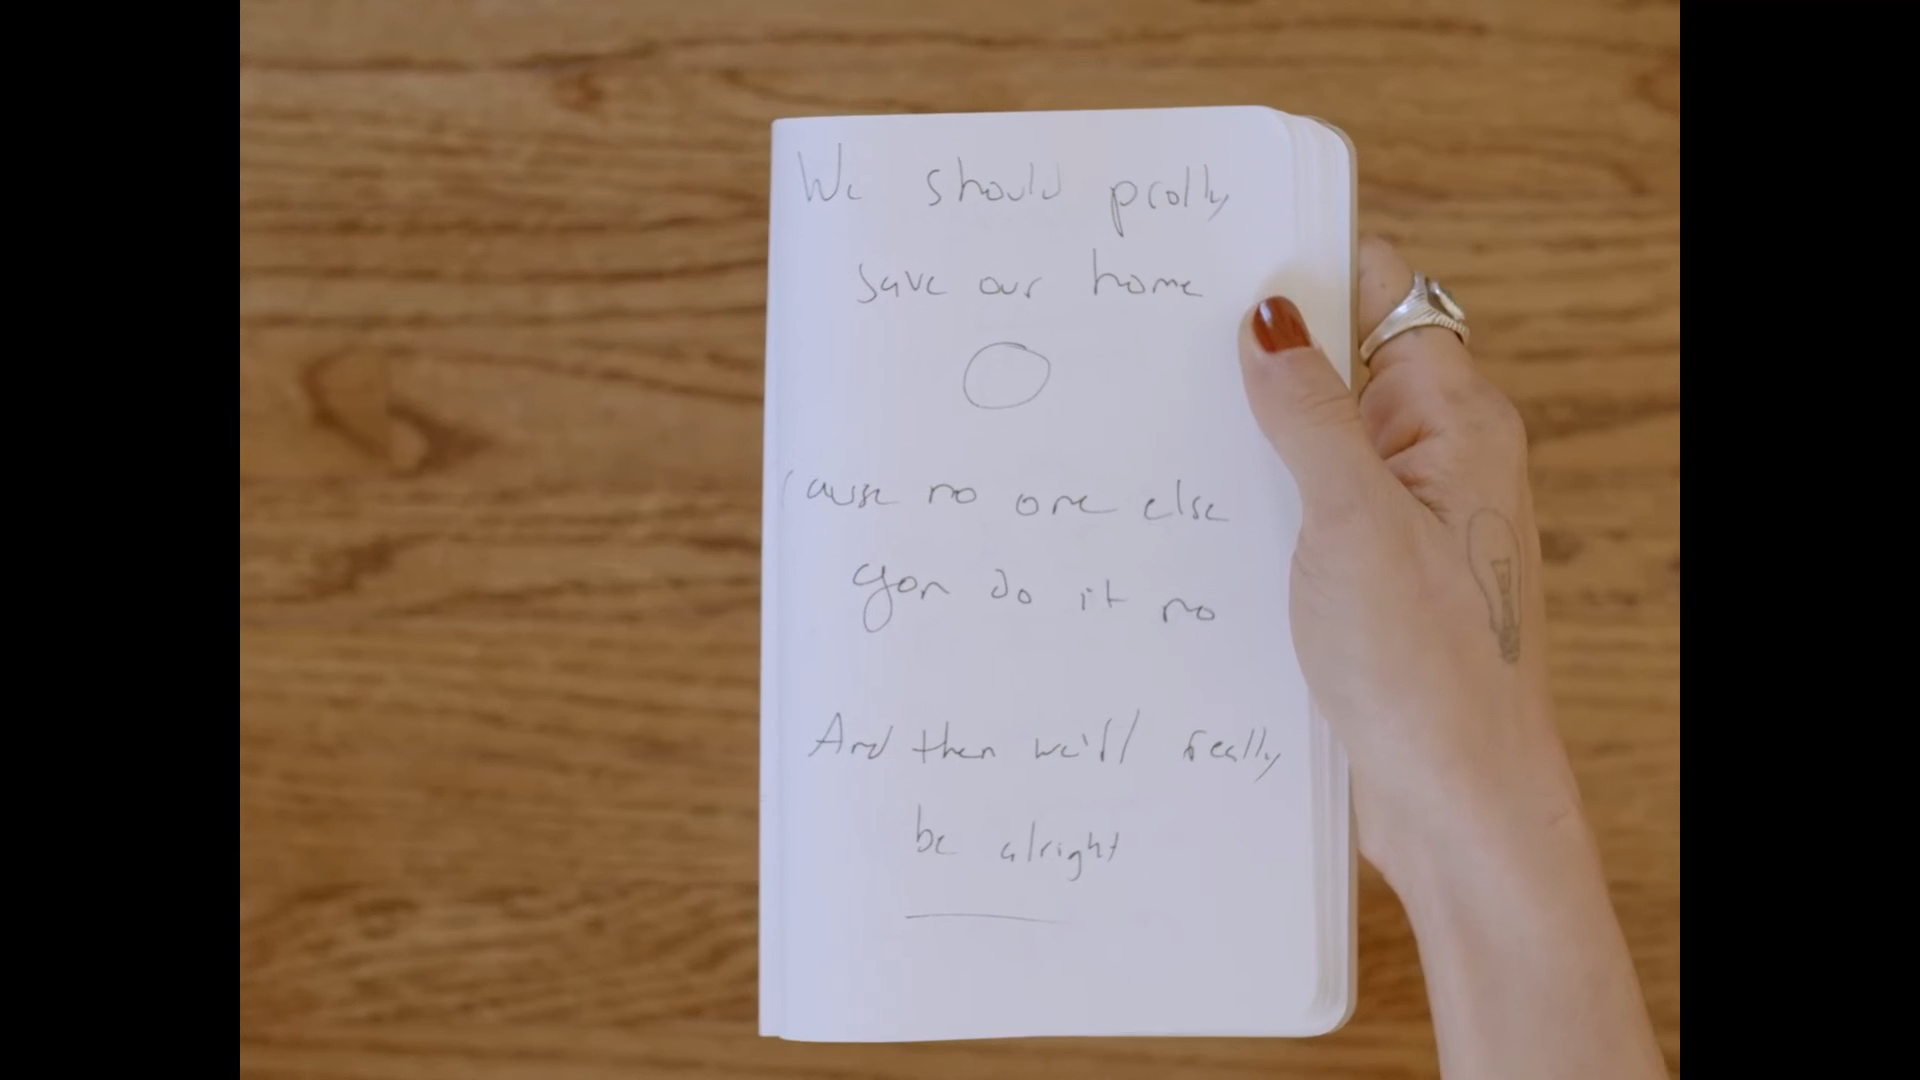 We should prolly
save our home
'cause no one else
gon do it no
And then we'll really
be alright